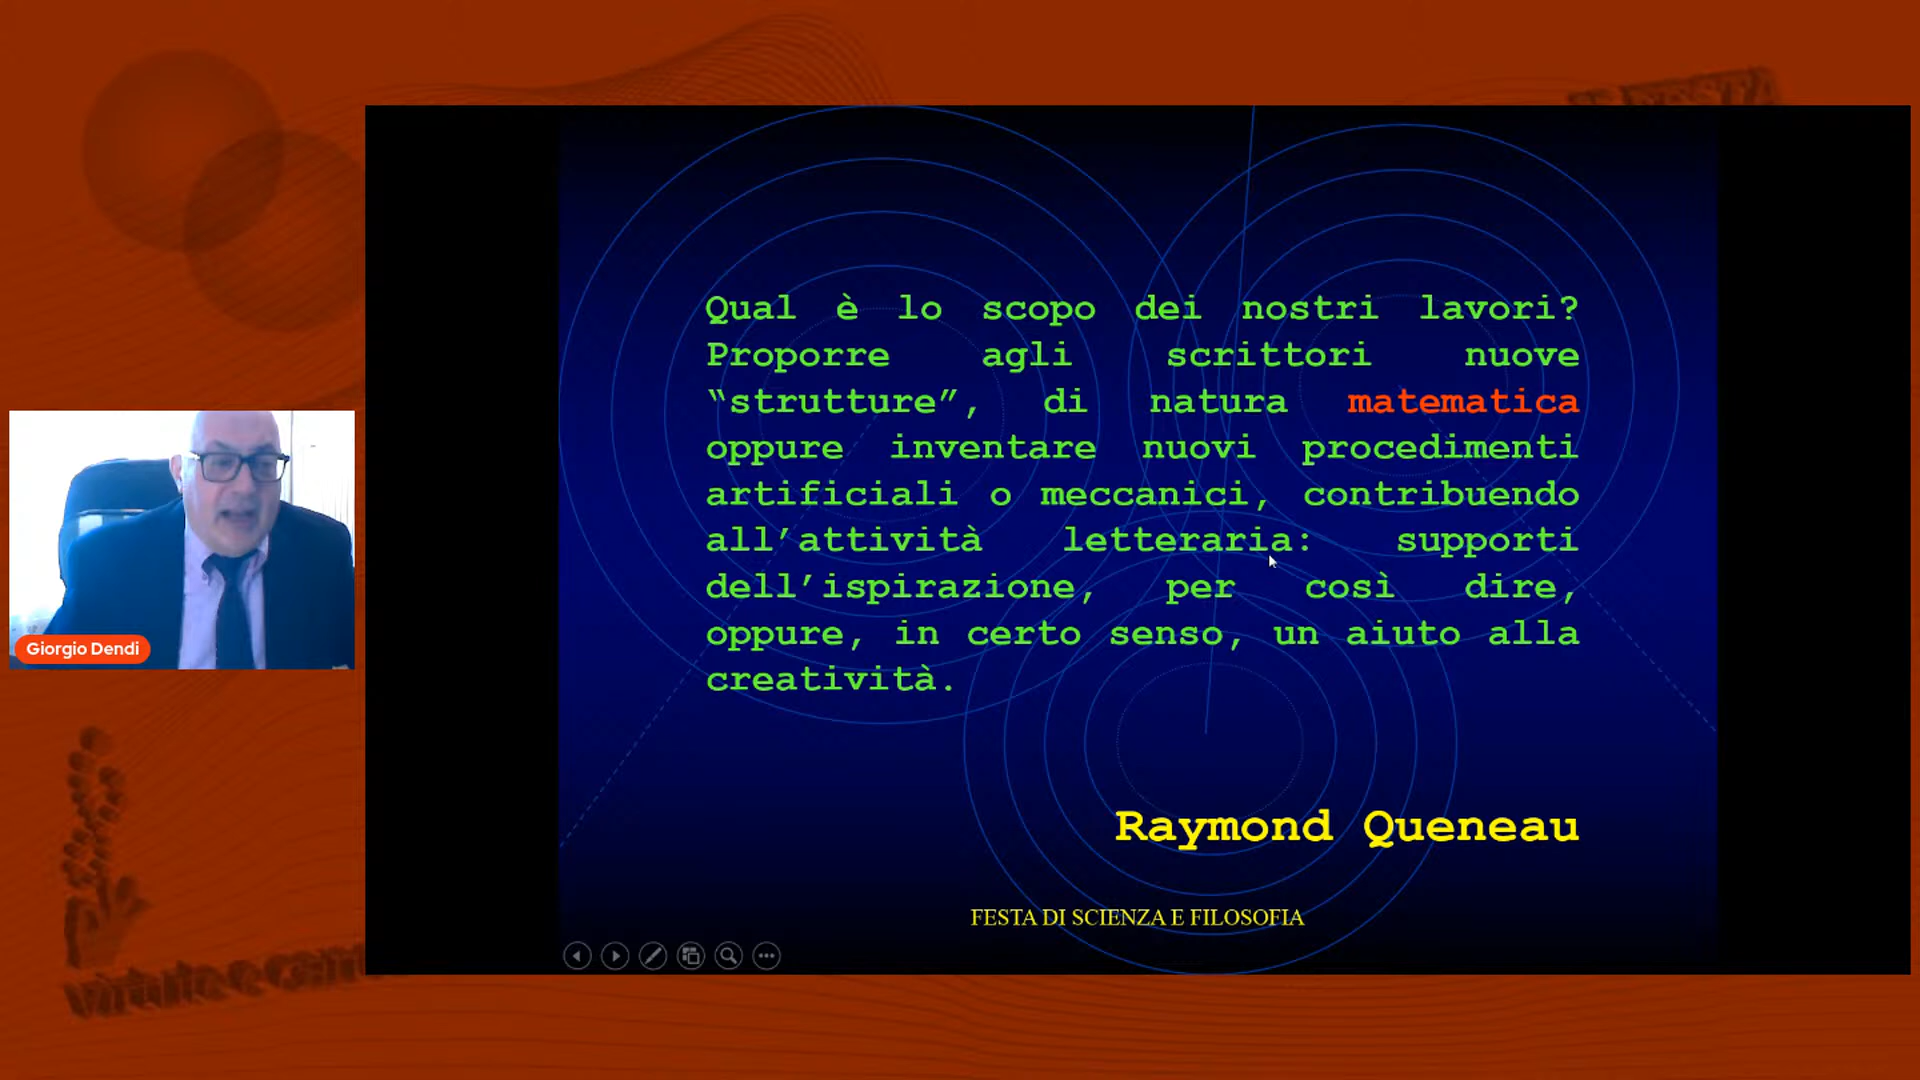 Qual è lo scopo dei nostri lavori?
Proporre agli scrittori nuove
“strutture”, di natura matematica
oppure inventare nuovi procedimenti
artificiali o meccanici, contribuendo
all’attività letteraria: supporti
dell’ispirazione, per così dire,
oppure, in certo senso, un aiuto alla
creatività.
Giorgio Dendi
Raymond Queneau
FESTA DI SCIENZA E FILOSOFIA